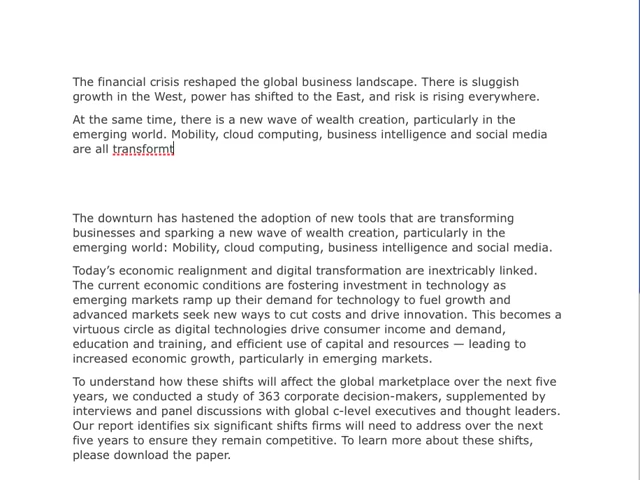 The financial crisis reshaped the global business landscape. There is sluggish
growth in the West, power has shifted to the East, and risk is rising everywhere.
At the same time, there is a new wave of wealth creation, particularly in the
emerging world. Mobility, cloud computing, business intelligence and social media
are all transformt
The downturn has hastened the adoption of new tools that are transforming
businesses and sparking a new wave of wealth creation, particularly in the
emerging world: Mobility, cloud computing, business intelligence and social media.
Today’s economic realignment and digital transformation are inextricably linked.
The current economic conditions are fostering investment in technology as
emerging markets ramp up their demand for technology to fuel growth and
advanced markets seek new ways to cut costs and drive innovation. This becomes a
virtuous circle as digital technologies drive consumer income and demand,
education and training, and efficient use of capital and resources — leading to
increased economic growth, particularly in emerging markets.
To understand how these shifts will affect the global marketplace over the next five
years, we conducted a study of 363 corporate decision-makers, supplemented by
interviews and panel discussions with global c-level executives and thought leaders.
Our report identifies six significant shifts firms will need to address over the next
five years to ensure they remain competitive. To learn more about these shifts,
please download the paper.